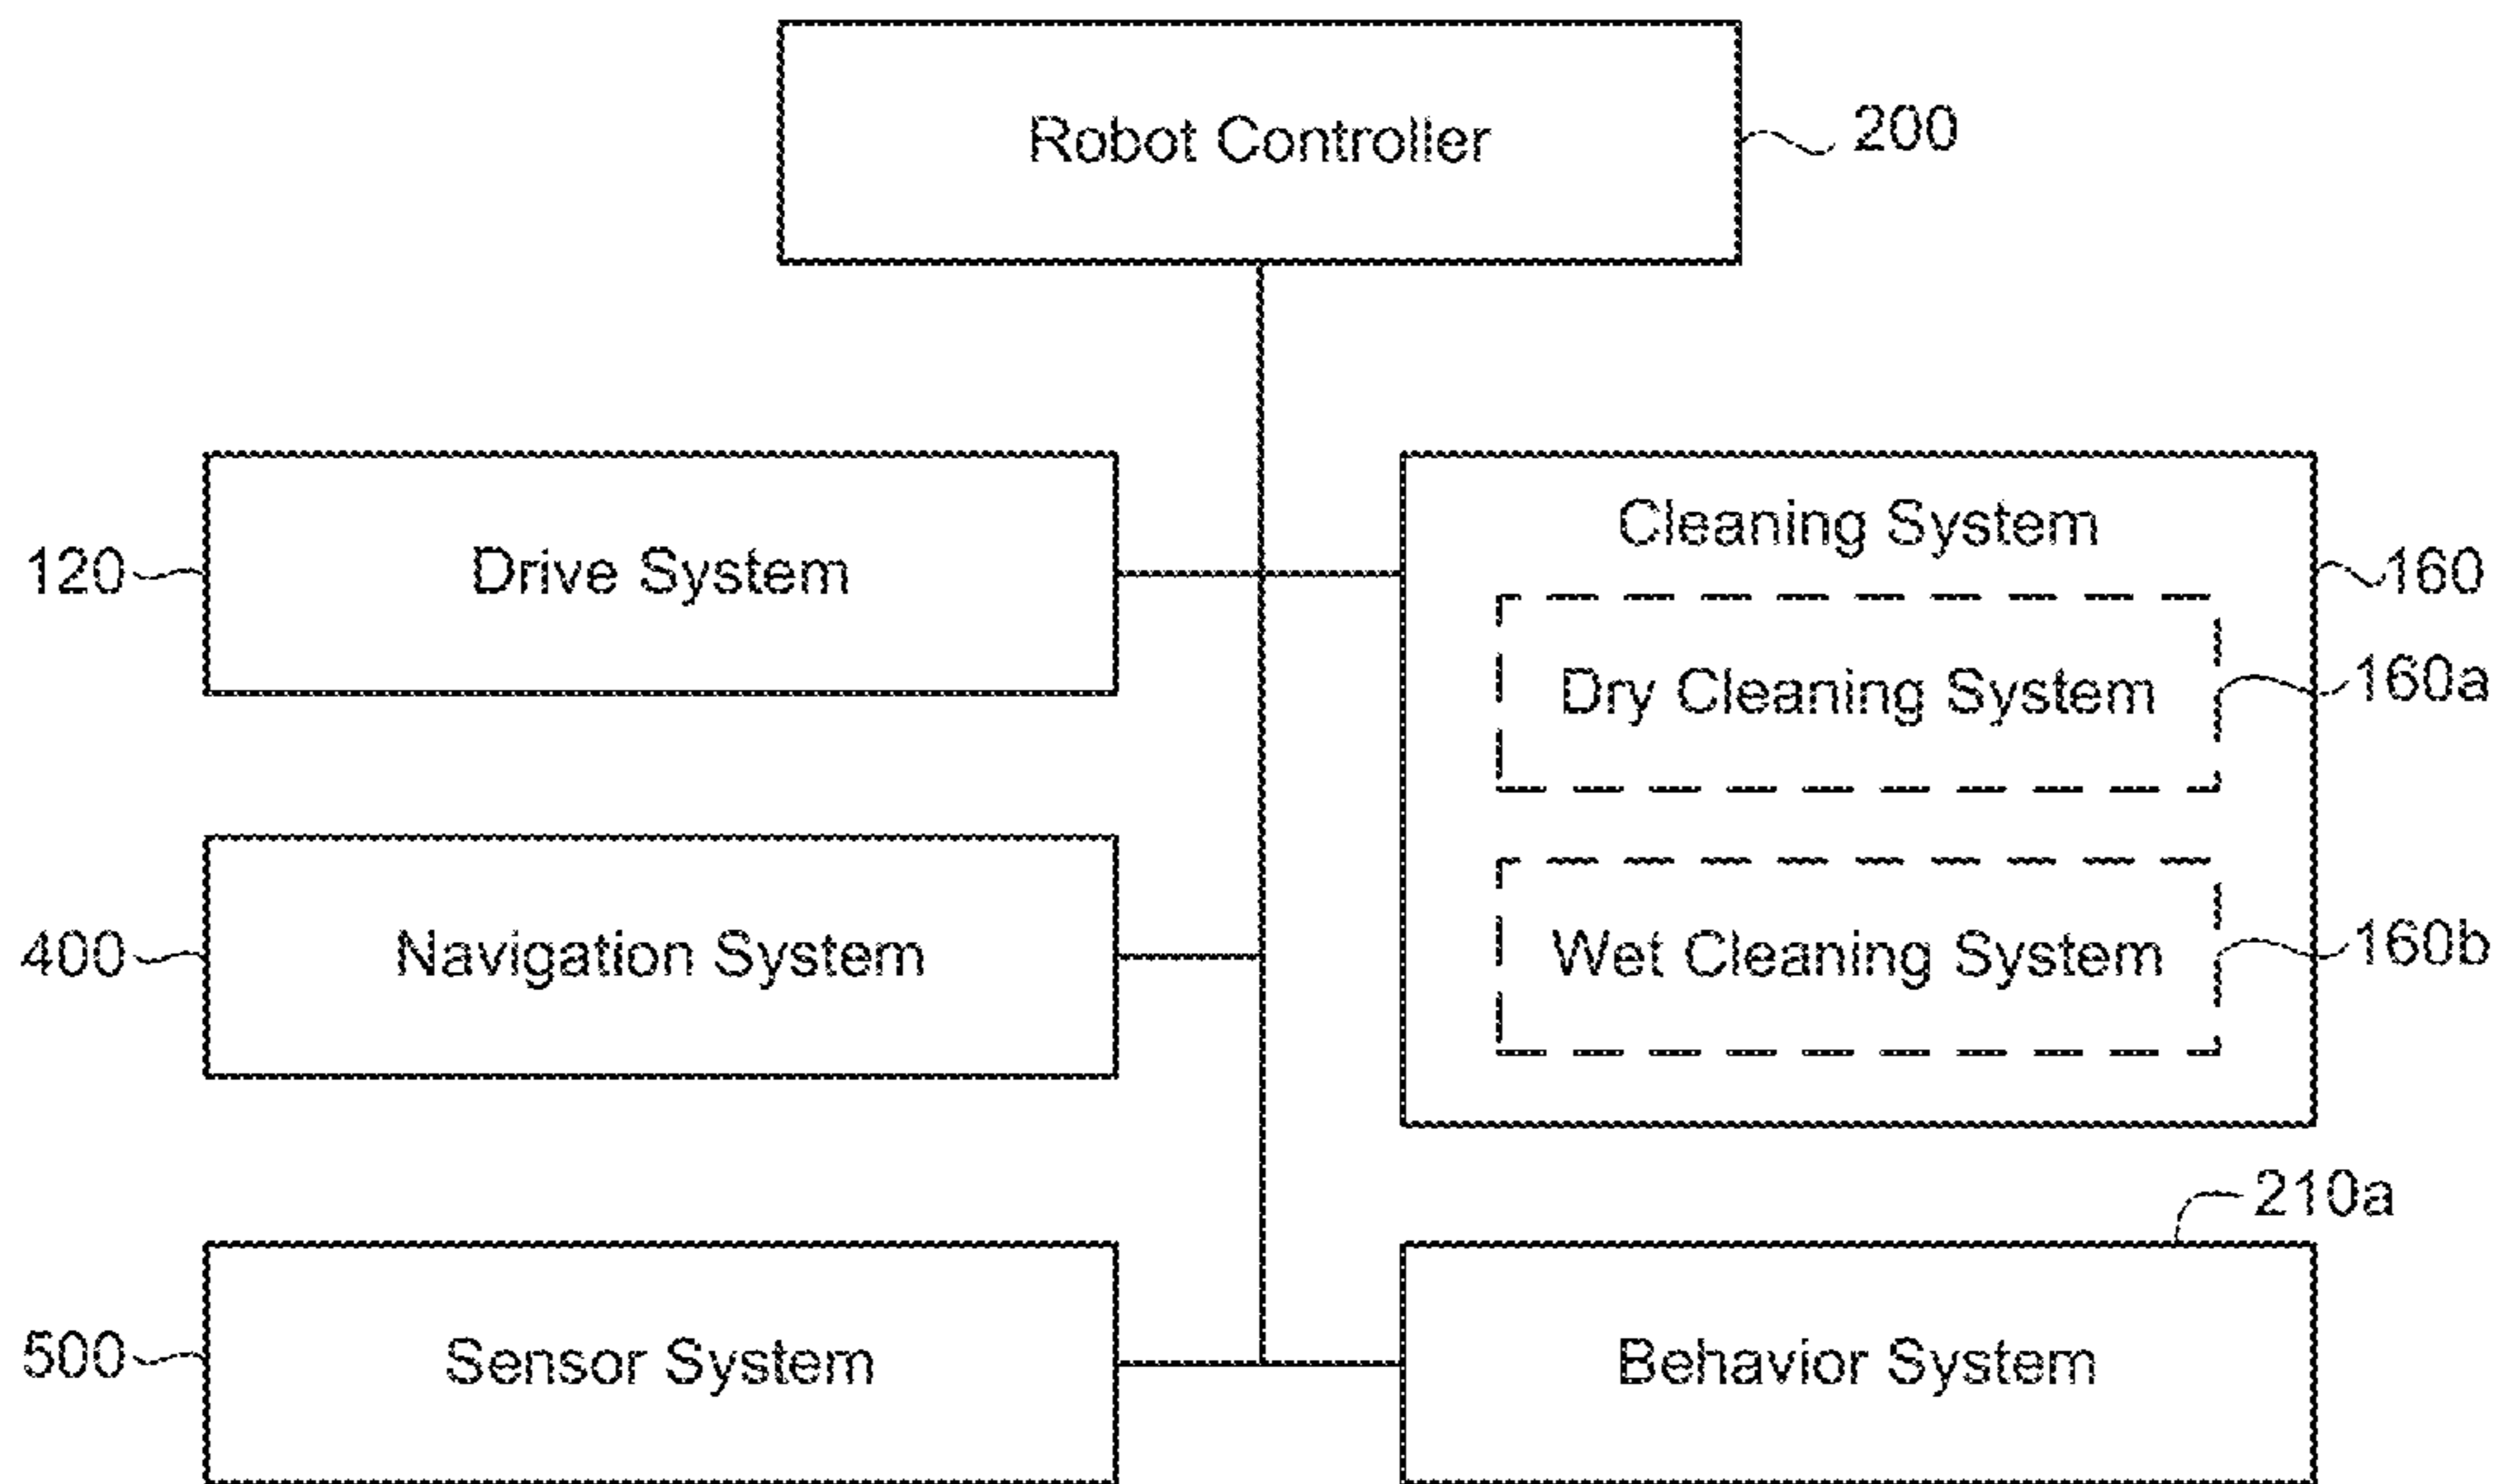 Robot Controller
200
Cleaning System
120
Drive System
160
Dry Cleaning System
160a
400
Navigation System
Wet Cleaning System
160b
210a
500
Sensor System
Behavior System